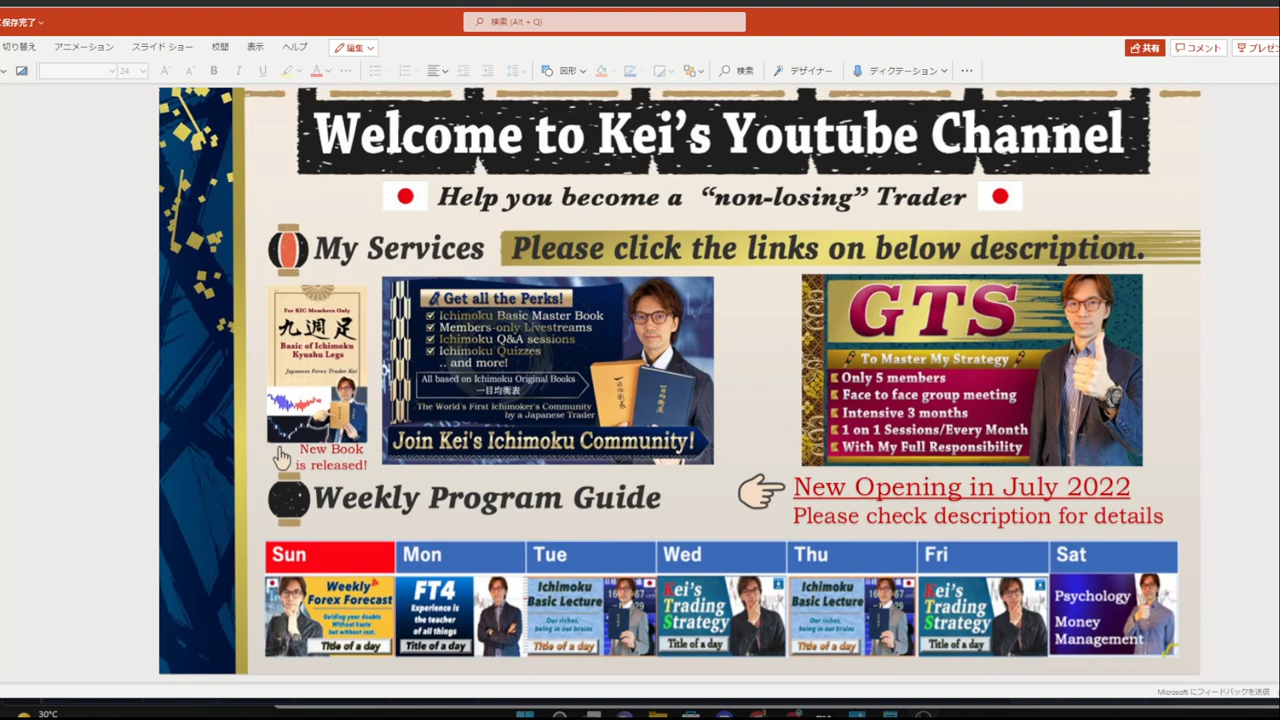 保存完了
検索 (Alt + Q)
切り替え アニメーション スライド ショー 校閲 表示 ヘルプ 編集 共有 コメント プレゼン
24 A A B I U A 図形 検索 デザイナー ディクテーション
Welcome to Kei's Youtube Channel
Help you become a "non-losing" Trader
My Services Please click the links on below description.
For KIC Members Only
九週足
Basic of Ichimoku
Kyushu Legs
Japanese Forex Trader Kei
New Book
is released!
Get all the Perks!
Ichimoku Basic Master Book
Members-only Livestreams
Ichimoku Q&A sessions
Ichimoku Quizzes
.. and more!
All based on Ichimoku Original Books
一目均衡表
The World's First Ichimoker's Community
by a Japanese Trader
Join Kei's Ichimoku Community!
GTS
To Master My Strategy
Only 5 members
Face to face group meeting
Intensive 3 months
1 on 1 Sessions/Every Month
With My Full Responsibility
Weekly Program Guide
New Opening in July 2022
Please check description for details
Sun Mon Tue Wed Thu Fri Sat
Weekly
Forex Forecast
Guiding your doubts
Without haste
but without rest.
Title of a day
FT4
Experience is
the teacher
of all things
Title of a day
Ichimoku
Basic Lecture
Our riches,
being in our brains
Title of a day
Kei's
Trading
Strategy
Title of a day
Ichimoku
Basic Lecture
Our riches,
being in our brains
Title of a day
Kei's
Trading
Strategy
Title of a day
Psychology
Money
Management
Microsoft にフィードバックを送信
30°C